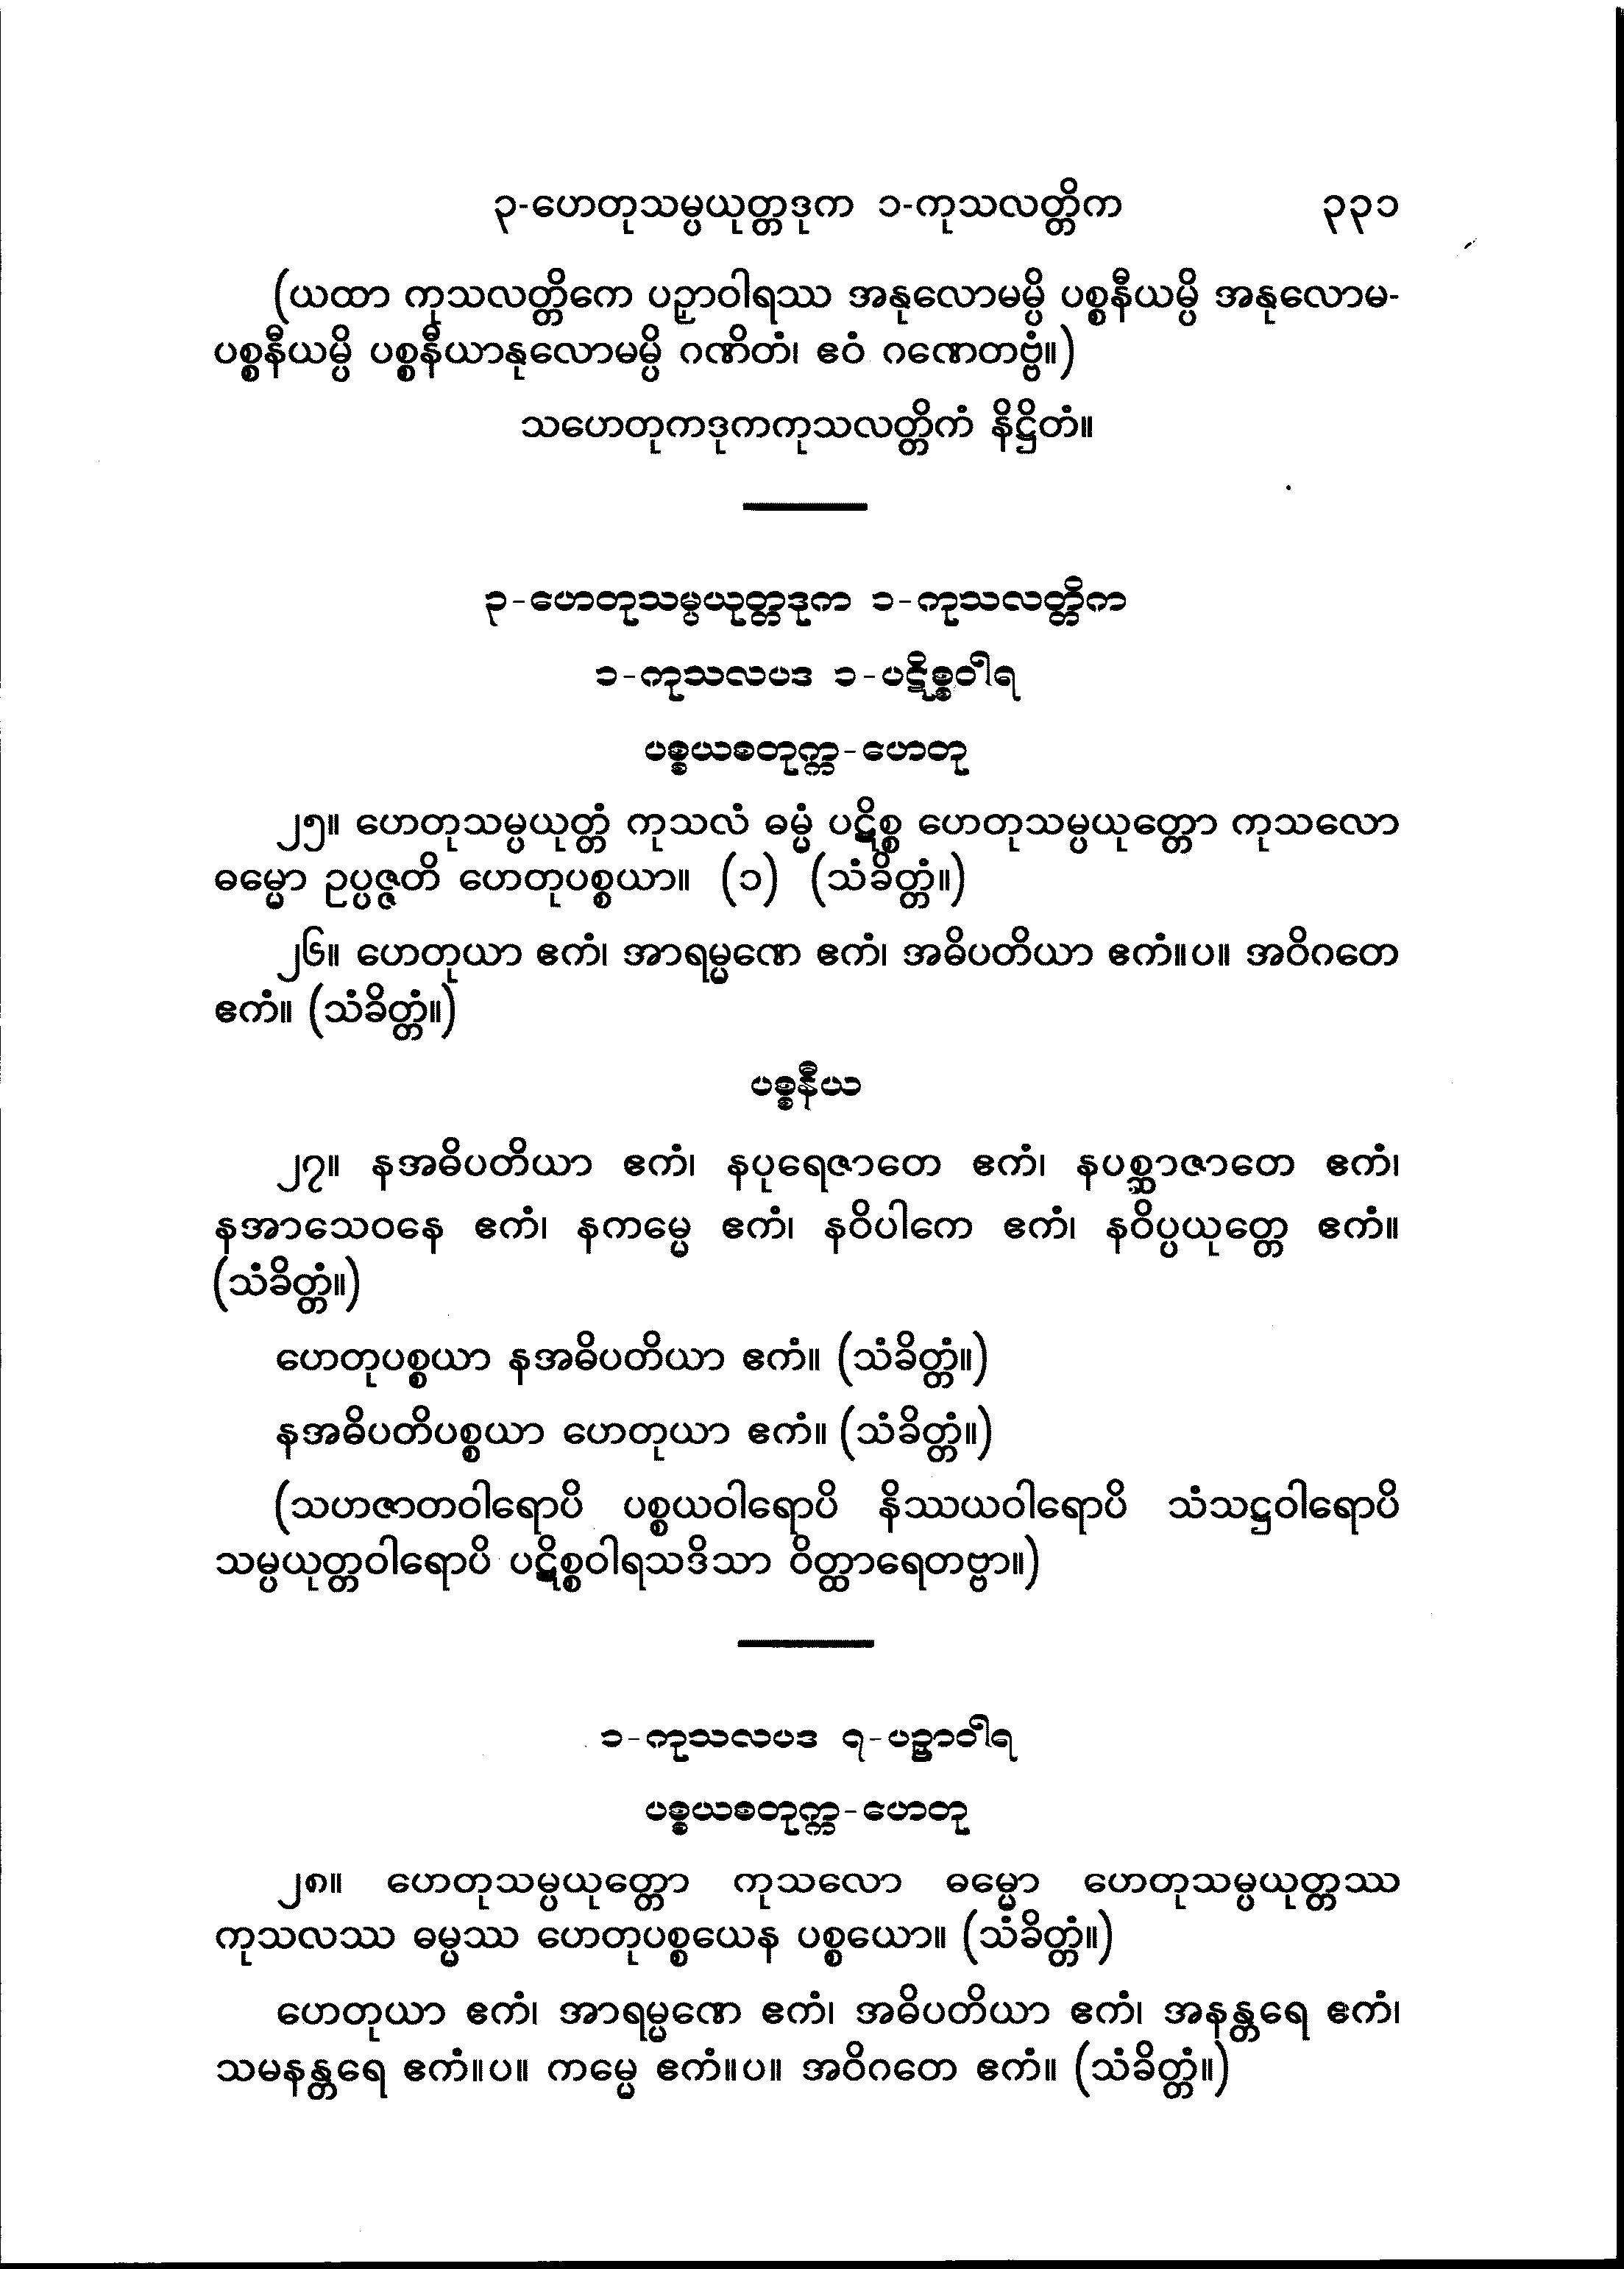 ၃-ဟေတုသမ္ပယုတ္တဒုက ၁-ကုသလတ္တိက ၃၃၁
(ယထာ ကုသလတ္တိကေ ပဉှာဝါရဿ အနုလောမမ္ပိ ပစ္စနီယမ္ပိ အနုလောမ-
ပစ္စနီယမ္ပိ ပစ္စနီယာနုလောမမ္ပိ ဂဏိတံ၊ ဧဝံ ဂဏေတဗ္ဗံ။)
သဟေတုကဒုကကုသလတ္တိကံ နိဋ္ဌိတံ။
၃-ဟေတုသမ္ပယုတ္တဒုက ၁-ကုသလတ္တိက
၁-ကုသလပဒ ၁-ပဋိစ္စဝါရ
ပစ္စယစတုက္က-ဟေတု
၂၅။ ဟေတုသမ္ပယုတ္တံ ကုသလံ ဓမ္မံ ပဋိစ္စ ဟေတုသမ္ပယုတ္တော ကုသလော
ဓမ္မော ဥပ္ပဇ္ဇတိ ဟေတုပစ္စယာ။ (၁) (သံခိတ္တံ။)
၂၆။ ဟေတုယာ ဧကံ၊ အာရမ္မဏေ ဧကံ၊ အဓိပတိယာ ဧကံ။ပ။ အဝိဂတေ
ဧကံ။ (သံခိတ္တံ။)
ပစ္စနီယ
၂၇။ နအဓိပတိယာ ဧကံ၊ နပုရေဇာတေ ဧကံ၊ နပစ္ဆာဇာတေ ဧကံ၊
နအာသေဝနေ ဧကံ၊ နကမ္မေ ဧကံ၊ နဝိပါကေ ဧကံ၊ နဝိပ္ပယုတ္တေ ဧကံ။
(သံခိတ္တံ။)
ဟေတုပစ္စယာ နအဓိပတိယာ ဧကံ။ (သံခိတ္တံ။)
နအဓိပတိပစ္စယာ ဟေတုယာ ဧကံ။ (သံခိတ္တံ။)
(သဟဇာတဝါရောပိ ပစ္စယဝါရောပိ နိဿယဝါရောပိ သံသဋ္ဌဝါရောပိ
သမ္ပယုတ္တဝါရောပိ ပဋိစ္စဝါရသဒိသာ ဝိတ္ထာရေတဗ္ဗာ။)
၁-ကုသလပဒ ၇-ပဉှာဝါရ
ပစ္စယစတုက္က-ဟေတု
၂၈။ ဟေတုသမ္ပယုတ္တော ကုသလော ဓမ္မော ဟေတုသမ္ပယုတ္တဿ
ကုသလဿ ဓမ္မဿ ဟေတုပစ္စယေန ပစ္စယော။ (သံခိတ္တံ။)
ဟေတုယာ ဧကံ၊ အာရမ္မဏေ ဧကံ၊ အဓိပတိယာ ဧကံ၊ အနန္တရေ ဧကံ၊
သမနန္တရေ ဧကံ။ပ။ ကမ္မေ ဧကံ။ပ။ အဝိဂတေ ဧကံ။ (သံခိတ္တံ။)